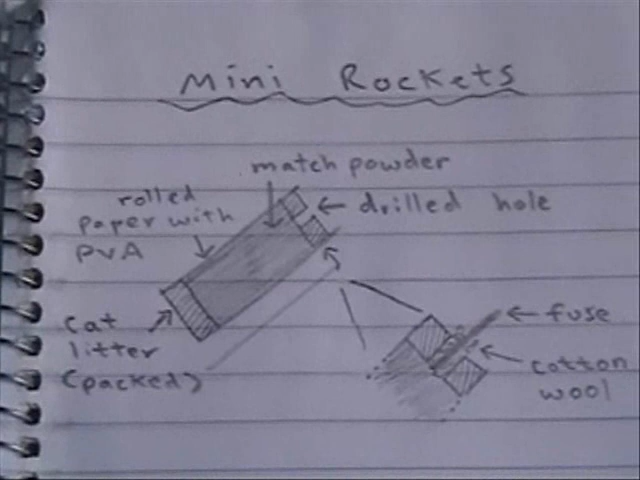 Mini Rockets
match powder
rolled
paper with
PVA
drilled hole
cat
litter
(packed)
fuse
cotton
wool